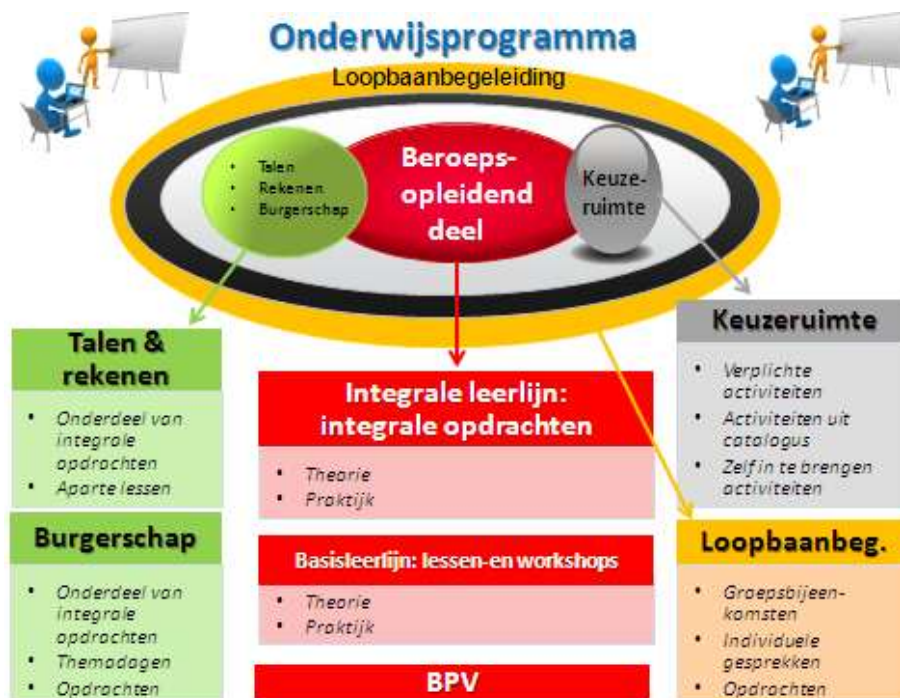 Onderwijsprogramma
Loopbaanbegeleiding
• Talen
• Rekenen
• Burgerschap
Beroeps-
opleidend
deel
Keuze-
ruimte
Talen &
rekenen
• Onderdeel van
integrale
opdrachten
• Aparte lessen
Burgerschap
• Onderdeel van
integrale
opdrachten
• Themadagen
• Opdrachten
Integrale leerlijn:
integrale opdrachten
• Theorie
• Praktijk
Basisleerlijn: lessen-en workshops
• Theorie
• Praktijk
BPV
Keuzeruimte
• Verplichte
activiteiten
• Activiteiten uit
catalogus
• Zelf in te brengen
activiteiten
Loopbaanbeg.
• Groepsbijeen-
komsten
• Individuele
gesprekken
• Opdrachten